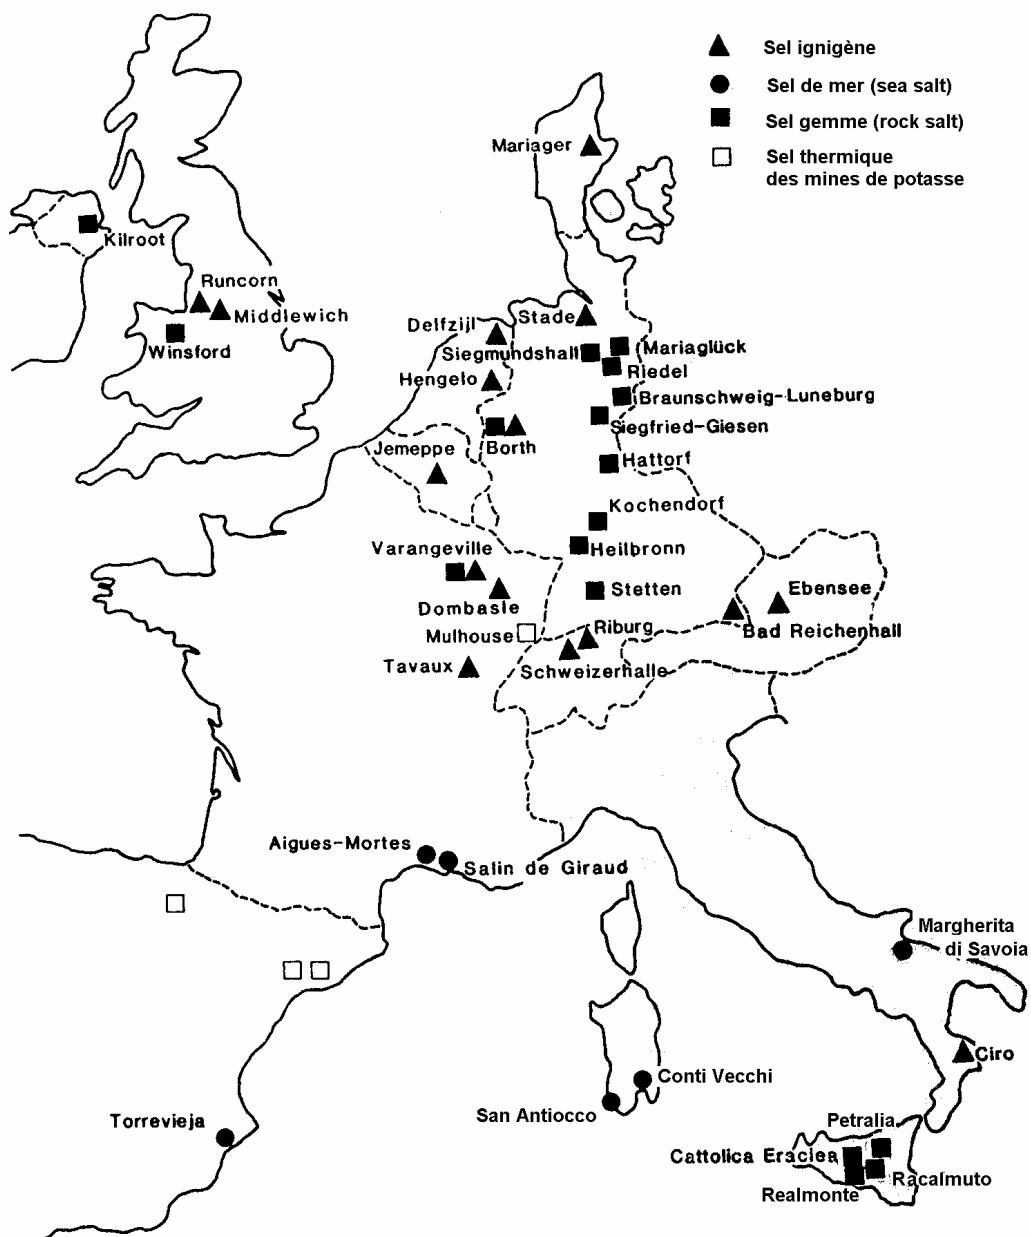 Sel ignigène
Sel de mer (sea salt)
Sel gemme (rock salt)
Sel thermique
des mines de potasse
Mariager
Kilroot
Runcorn
Middlewich
Winsford
Delfzijl
Stade
Siegmundshall
Mariaglück
Riedel
Hengelo
Braunschweig-Luneburg
Siegfried-Giesen
Borth
Jemeppe
Hattorf
Kochendorf
Varangeville
Heilbronn
Dombasle
Stetten
Ebensee
Mulhouse
Riburg
Bad Reichenhall
Tavaux
Schweizerhalle
Aigues-Mortes
Salin de Giraud
Margherita
di Savoia
Ciro
Conti Vecchi
San Antiocco
Torrevieja
Petralia
Cattolica Eraclea
Racalmuto
Realmonte